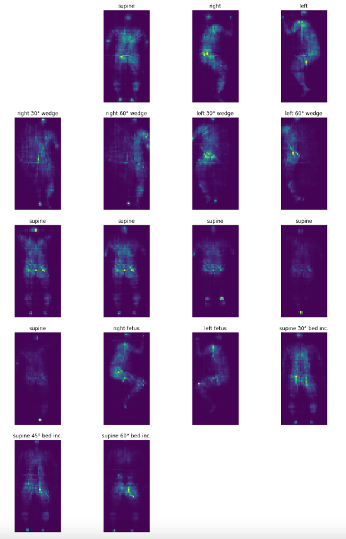 supine right left
right 30° wedge right 60° wedge left 30° wedge left 60° wedge
supine supine supine supine
supine right fetus left fetus supine 30° bed inc.
supine 45° bed inc. supine 60° bed inc.